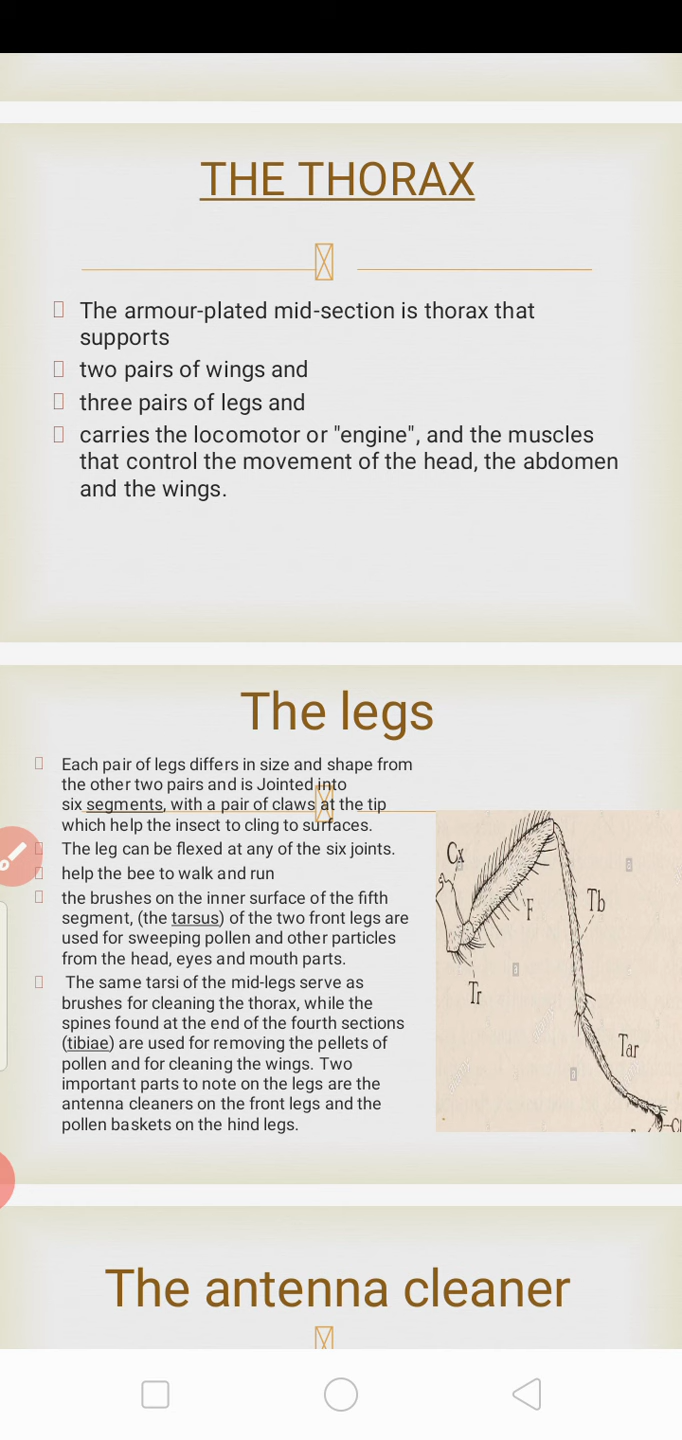 THE THORAX
The armour-plated mid-section is thorax that
supports
two pairs of wings and
three pairs of legs and
carries the locomotor or "engine", and the muscles
that control the movement of the head, the abdomen
and the wings.
The legs
Each pair of legs differs in size and shape from
the other two pairs and is Jointed into
six segments, with a pair of claws at the tip
which help the insect to cling to surfaces.
The leg can be flexed at any of the six joints.
help the bee to walk and run
the brushes on the inner surface of the fifth
segment, (the tarsus) of the two front legs are
used for sweeping pollen and other particles
from the head, eyes and mouth parts.
The same tarsi of the mid-legs serve as
brushes for cleaning the thorax, while the
spines found at the end of the fourth sections
(tibiae) are used for removing the pellets of
pollen and for cleaning the wings. Two
important parts to note on the legs are the
antenna cleaners on the front legs and the
pollen baskets on the hind legs.
Cx
F
Tb
Tr
Tar
The antenna cleaner